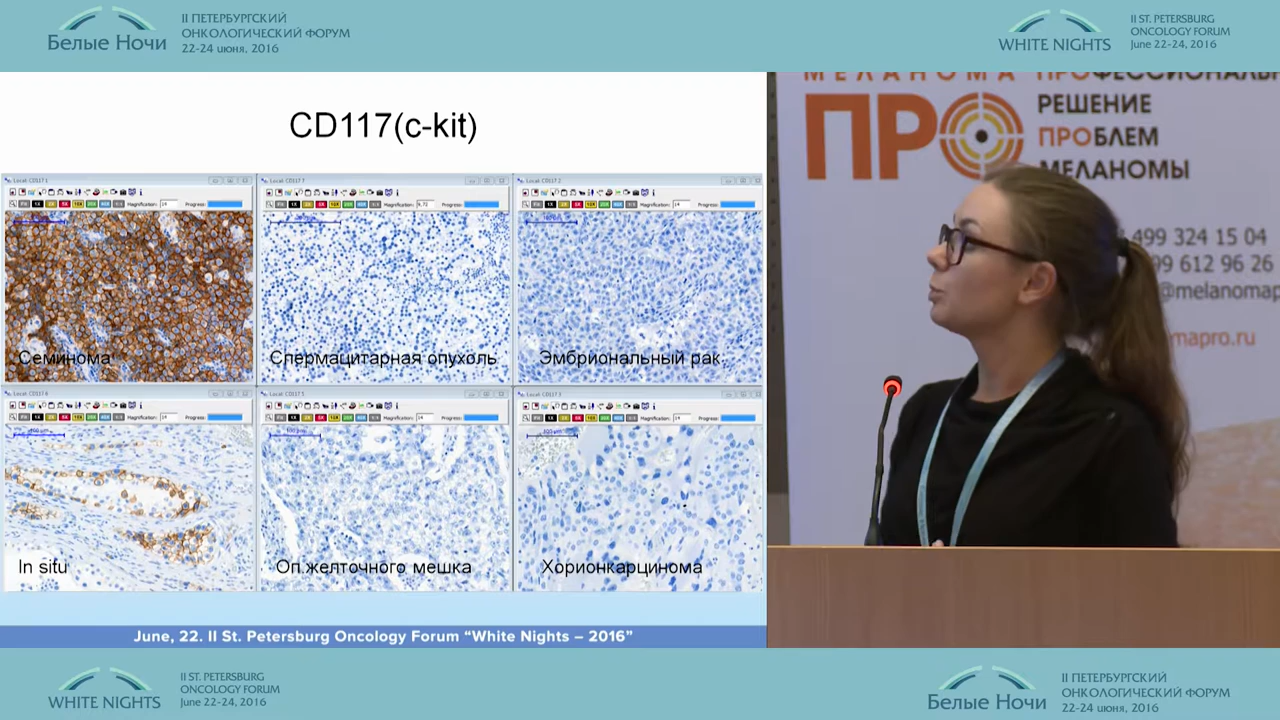 Белые Ночи
II ПЕТЕРБУРГСКИЙ
ОНКОЛОГИЧЕСКИЙ ФОРУМ
22-24 июня, 2016
WHITE NIGHTS
II ST. PETERSBURG
ONCOLOGY FORUM
June 22-24, 2016
CD117(c-kit)
Семинома
Спермацитарная опухоль
Эмбриональный рак
In situ
Оп.желточного мешка
Хорионкарцинома
June, 22. II St. Petersburg Oncology Forum “White Nights – 2016”
МЕЛАНОМА
ПРО
ПРОФЕССИОНАЛЬН
РЕШЕНИЕ
ПРОБЛЕМ
МЕЛАНОМЫ
499 324 15 04
99 612 96 26
@melanomap
mapro.ru
WHITE NIGHTS
II ST. PETERSBURG
ONCOLOGY FORUM
June 22-24, 2016
Белые Ночи
II ПЕТЕРБУРГСКИЙ
ОНКОЛОГИЧЕСКИЙ ФОРУМ
22-24 июня, 2016